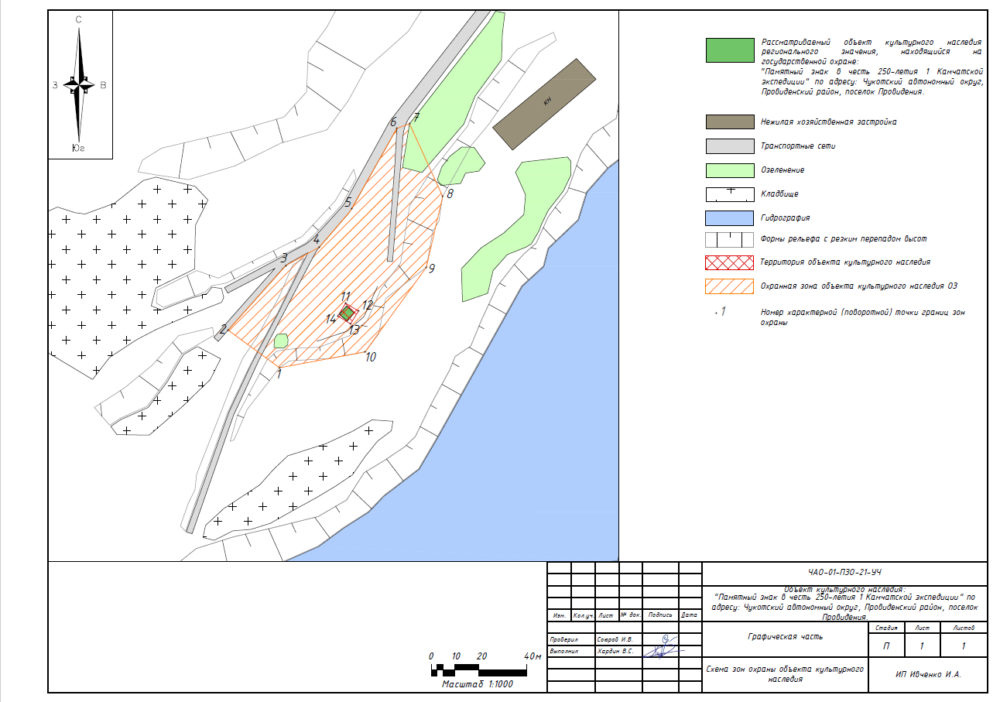 С
З
В
Юг
6
7
КН
8
5
4
3
9
11
12
14
13
2
10
1
Рассматриваемый объект культурного наследия
регионального значения, находящийся на
государственной охране:
"Памятный знак в честь 250-летия 1 Камчатской
экспедиции" по адресу: Чукотский автономный округ,
Провиденский район, поселок Провидения.
Нежилая хозяйственная застройка
Транспортные сети
Озеленение
Кладбище
Гидрография
Формы рельефа с резким перепадом высот
Территория объекта культурного наследия
Охранная зона объекта культурного наследия ОЗ
1
Номер характерной (поворотной) точки границ зон
охраны
0 10 20 40 м
Масштаб 1:1000
ЧАО-01-ПЗО-21-УЧ
Объект культурного наследия:
"Памятный знак в честь 250-летия 1 Камчатской экспедиции" по
адресу: Чукотский автономный округ, Провиденский район, поселок
Провидения.
Изм. Кол.уч. Лист № док. Подпись Дата
Проверил Союров И.В.
Выполнил Хардин В.С.
Графическая часть
Стадия Лист Листов
П 1 1
Схема зон охраны объекта культурного
наследия
ИП Ивченко И.А.